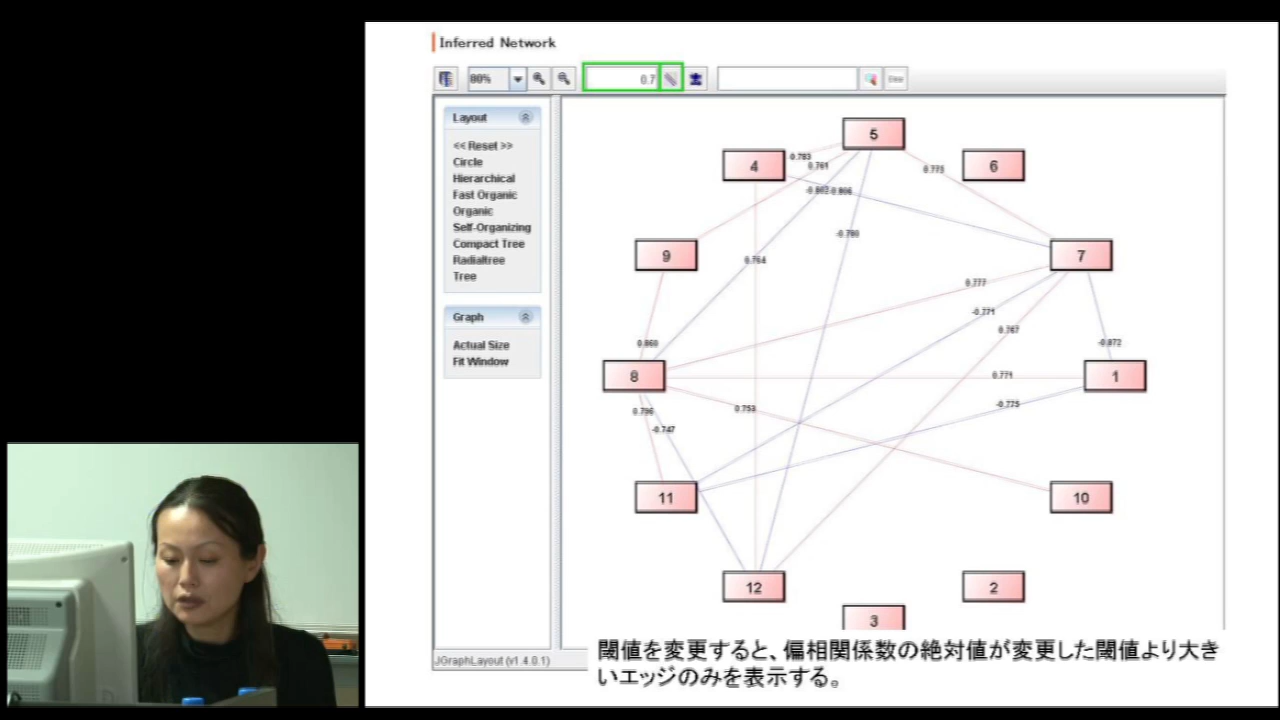 Inferred Network
80%
0.7
Layout
<< Reset >>
Circle
Hierarchical
Fast Organic
Organic
Self-Organizing
Compact Tree
Radialtree
Tree
Graph
Actual Size
Fit Window
5
4
6
0.783
0.761
0.775
-0.780
9
7
0.764
0.777
-0.771
0.767
0.860
-0.872
8
1
0.771
0.753
-0.775
-0.747
11
10
12
2
3
JGraphLayout (v1.4.0.1)
閾値を変更すると、偏相関係数の絶対値が変更した閾値より大き
いエッジのみを表示する。